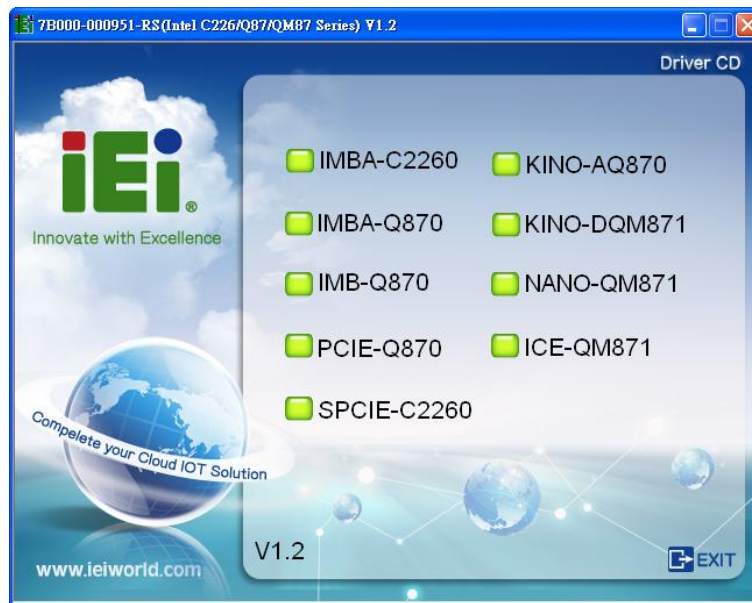 7B000-000951-RS(Intel C226/Q87/QM87 Series) V1.2
Driver CD
iEi®
Innovate with Excellence
IMBA-C2260
IMBA-Q870
IMB-Q870
PCIE-Q870
SPCIE-C2260
KINO-AQ870
KINO-DQM871
NANO-QM871
ICE-QM871
Compelete your Cloud IOT Solution
www.ieiworld.com
V1.2
EXIT